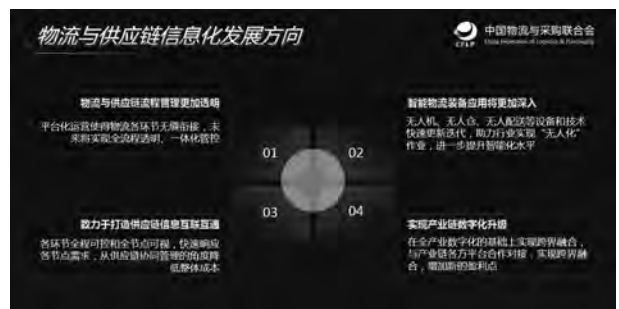 物流与供应链信息化发展方向
中国物流与采购联合会
China Federation of Logistics & Purchasing
CFLP
物流与供应链流程管理更加透明
平台化运营使得物流各环节无缝衔接，未
来将实现全流程透明、一体化管控
01
智能物流装备应用将更加深入
无人机、无人仓、无人配送等设备和技术
快速更新迭代，助力行业实现“无人化”
作业，进一步提升智能化水平
02
致力于打造供应链信息互联互通
各环节全程可控和全节点可视，快速响应
各节点需求，从供应链协同管理的角度降
低整体成本
03
实现产业链数字化升级
在全产业数字化的基础上实现跨界融合，
与产业链各方平台合作对接，实现跨界融
合，增加新的盈利点
04